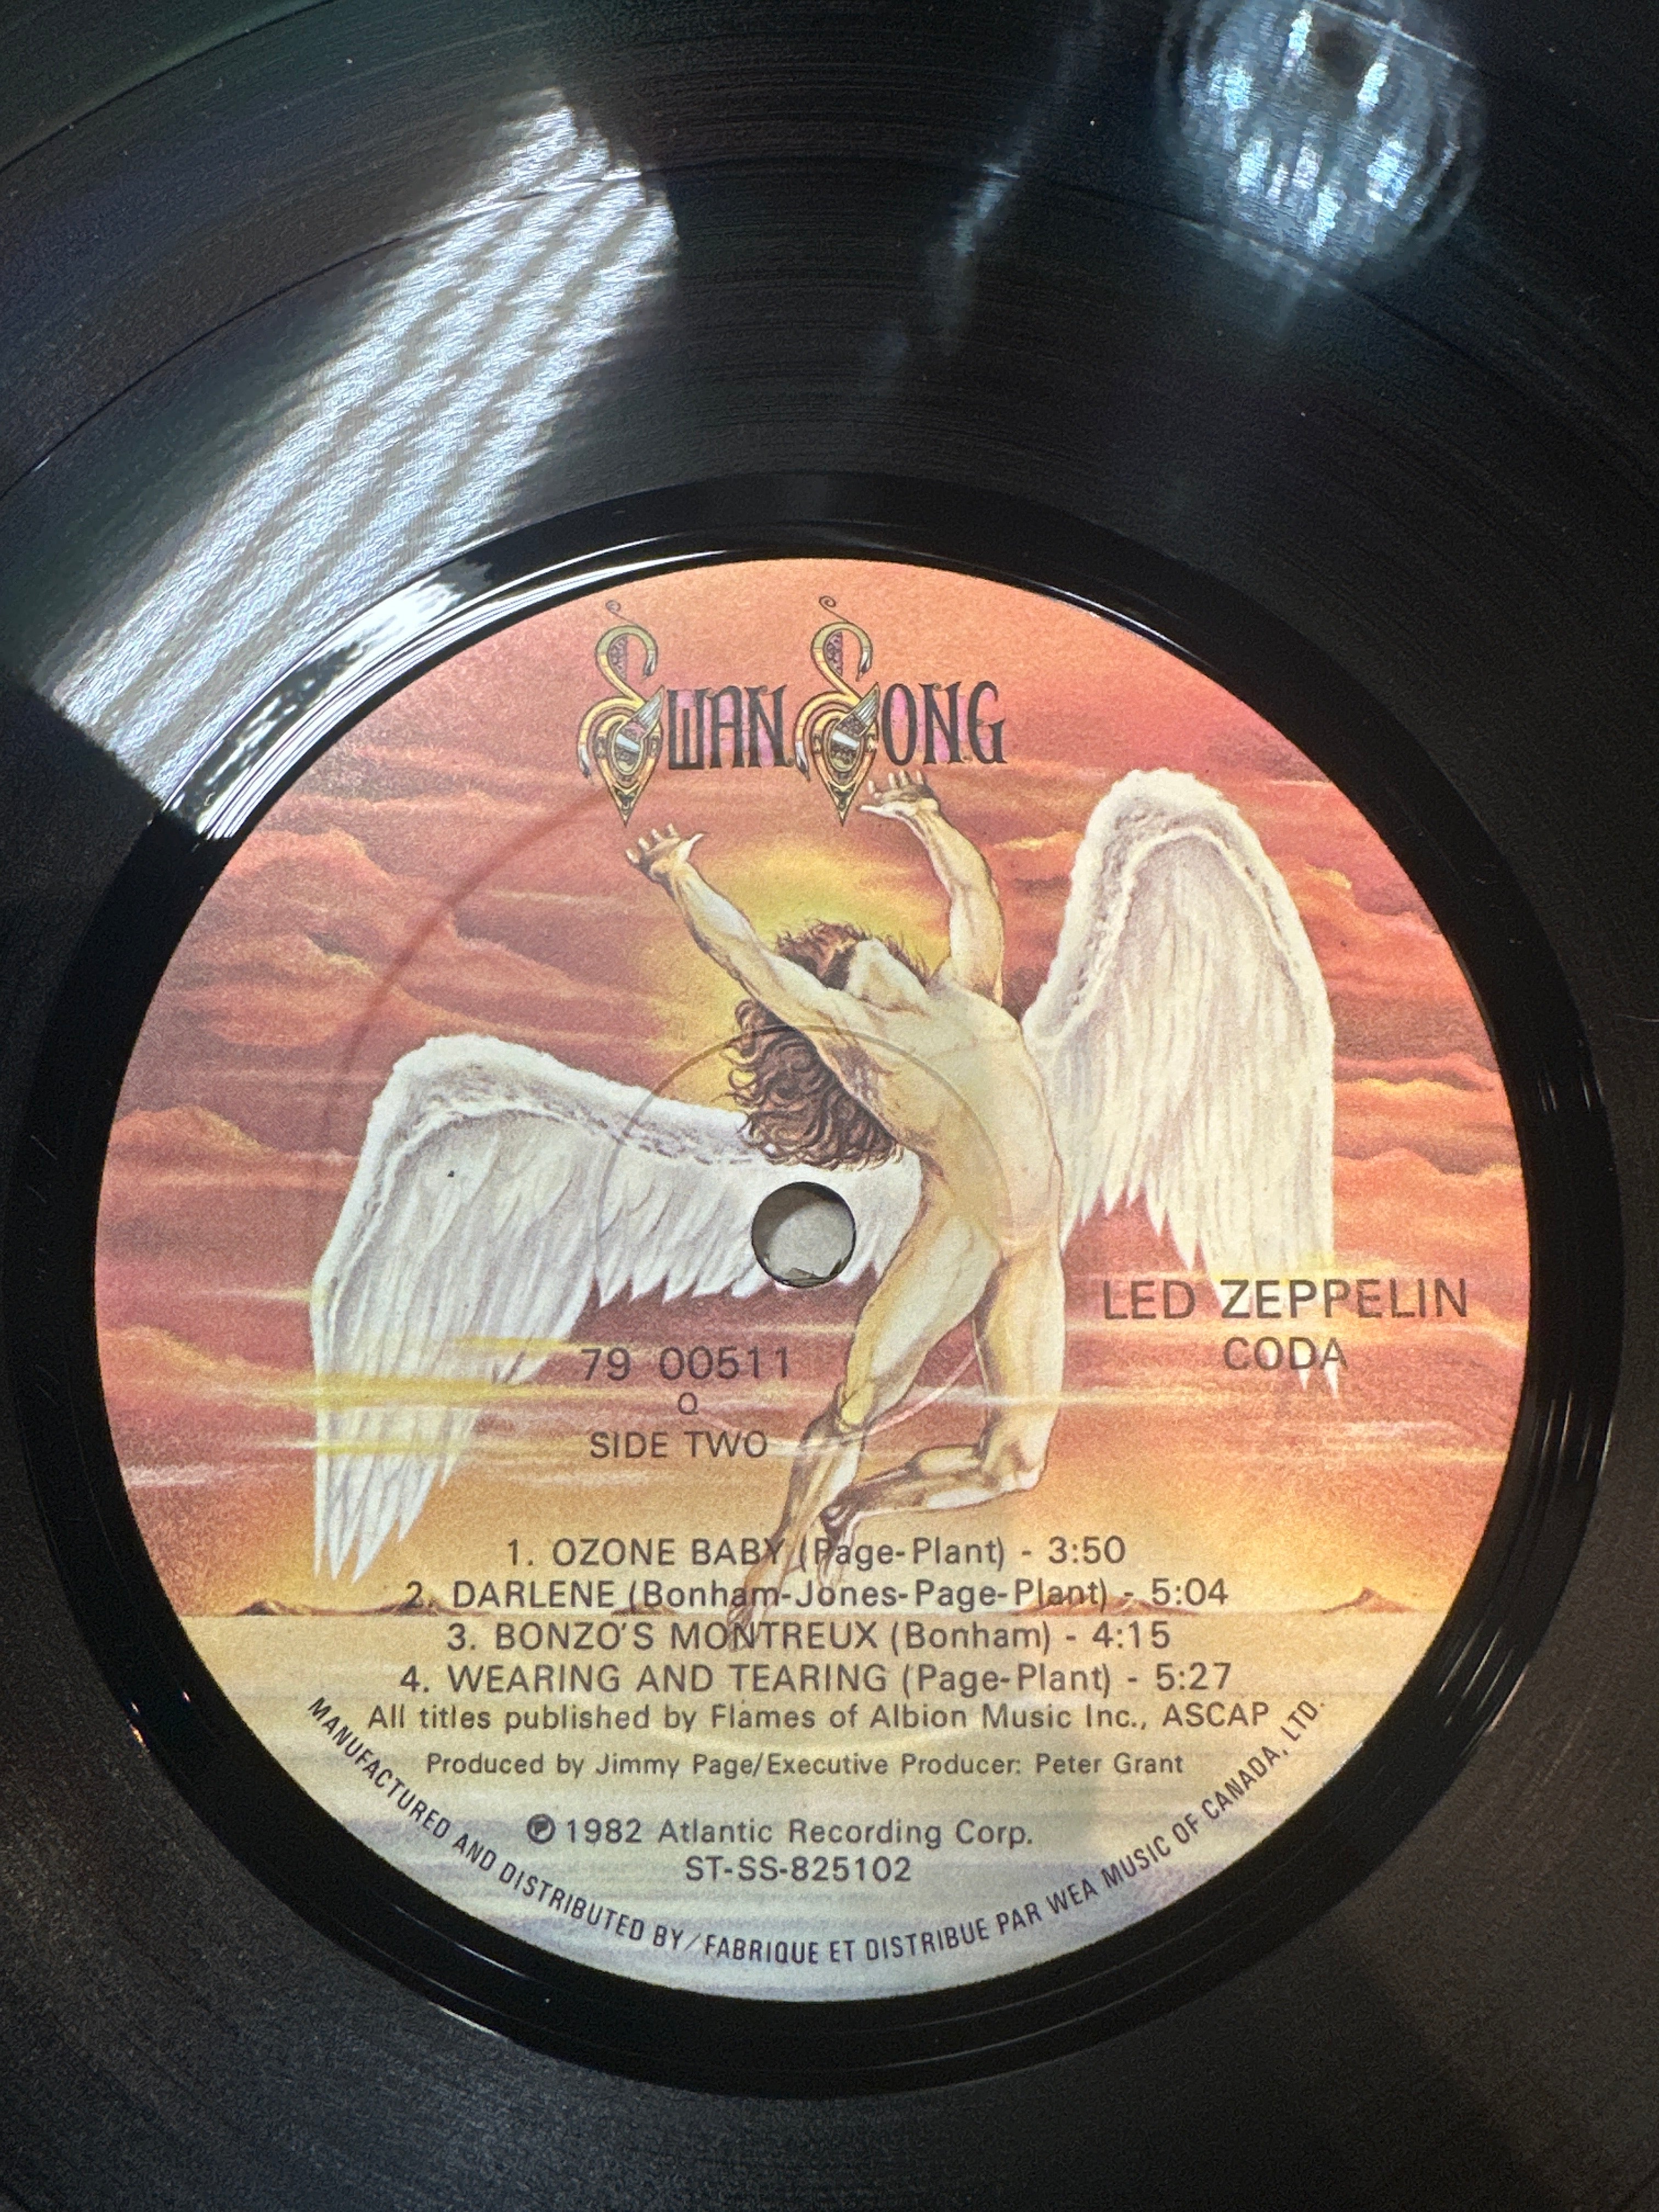 SWAN SONG
LED ZEPPELIN
CODA
79 00511
Q
SIDE TWO
1. OZONE BABY (Page-Plant) - 3:50
2. DARLENE (Bonham-Jones-Page-Plant) - 5:04
3. BONZO'S MONTREUX (Bonham) - 4:15
4. WEARING AND TEARING (Page-Plant) - 5:27
All titles published by Flames of Albion Music Inc., ASCAP
Produced by Jimmy Page/Executive Producer: Peter Grant
℗ 1982 Atlantic Recording Corp.
ST-SS-825102
MANUFACTURED AND DISTRIBUTED BY/FABRIQUE ET DISTRIBUE PAR WEA MUSIC OF CANADA, LTD.